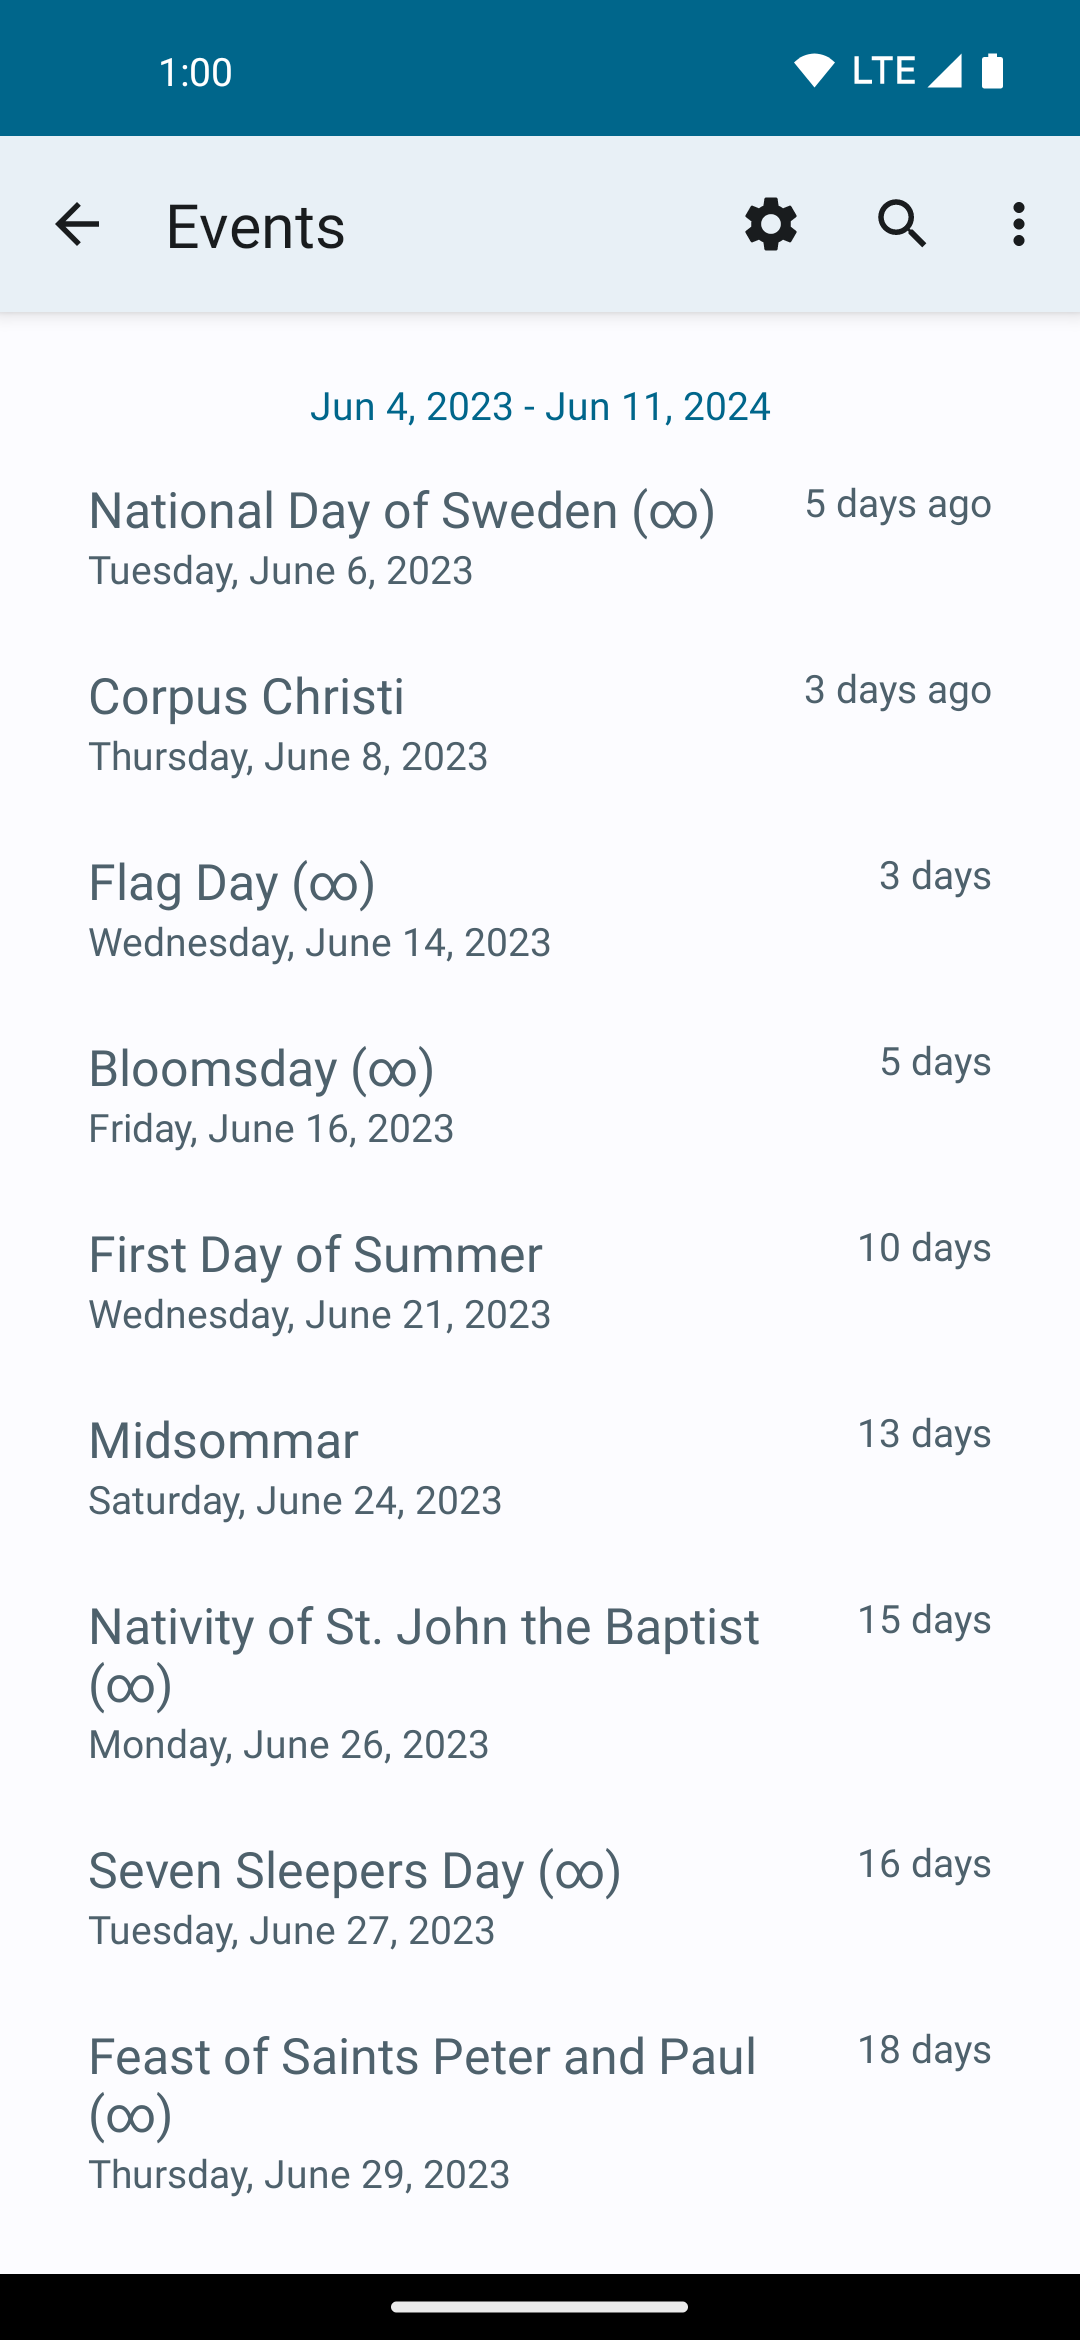 1:00
LTE
Events
Jun 4, 2023 - Jun 11, 2024
National Day of Sweden (∞)
5 days ago
Tuesday, June 6, 2023
Corpus Christi
3 days ago
Thursday, June 8, 2023
Flag Day (∞)
3 days
Wednesday, June 14, 2023
Bloomsday (∞)
5 days
Friday, June 16, 2023
First Day of Summer
10 days
Wednesday, June 21, 2023
Midsommar
13 days
Saturday, June 24, 2023
Nativity of St. John the Baptist
(∞)
15 days
Monday, June 26, 2023
Seven Sleepers Day (∞)
16 days
Tuesday, June 27, 2023
Feast of Saints Peter and Paul
(∞)
18 days
Thursday, June 29, 2023